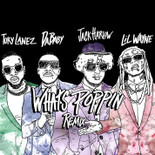 Tory Lanez DaBaby Jack Harlow Lil Wayne
WHATS POPPIN
REMIX